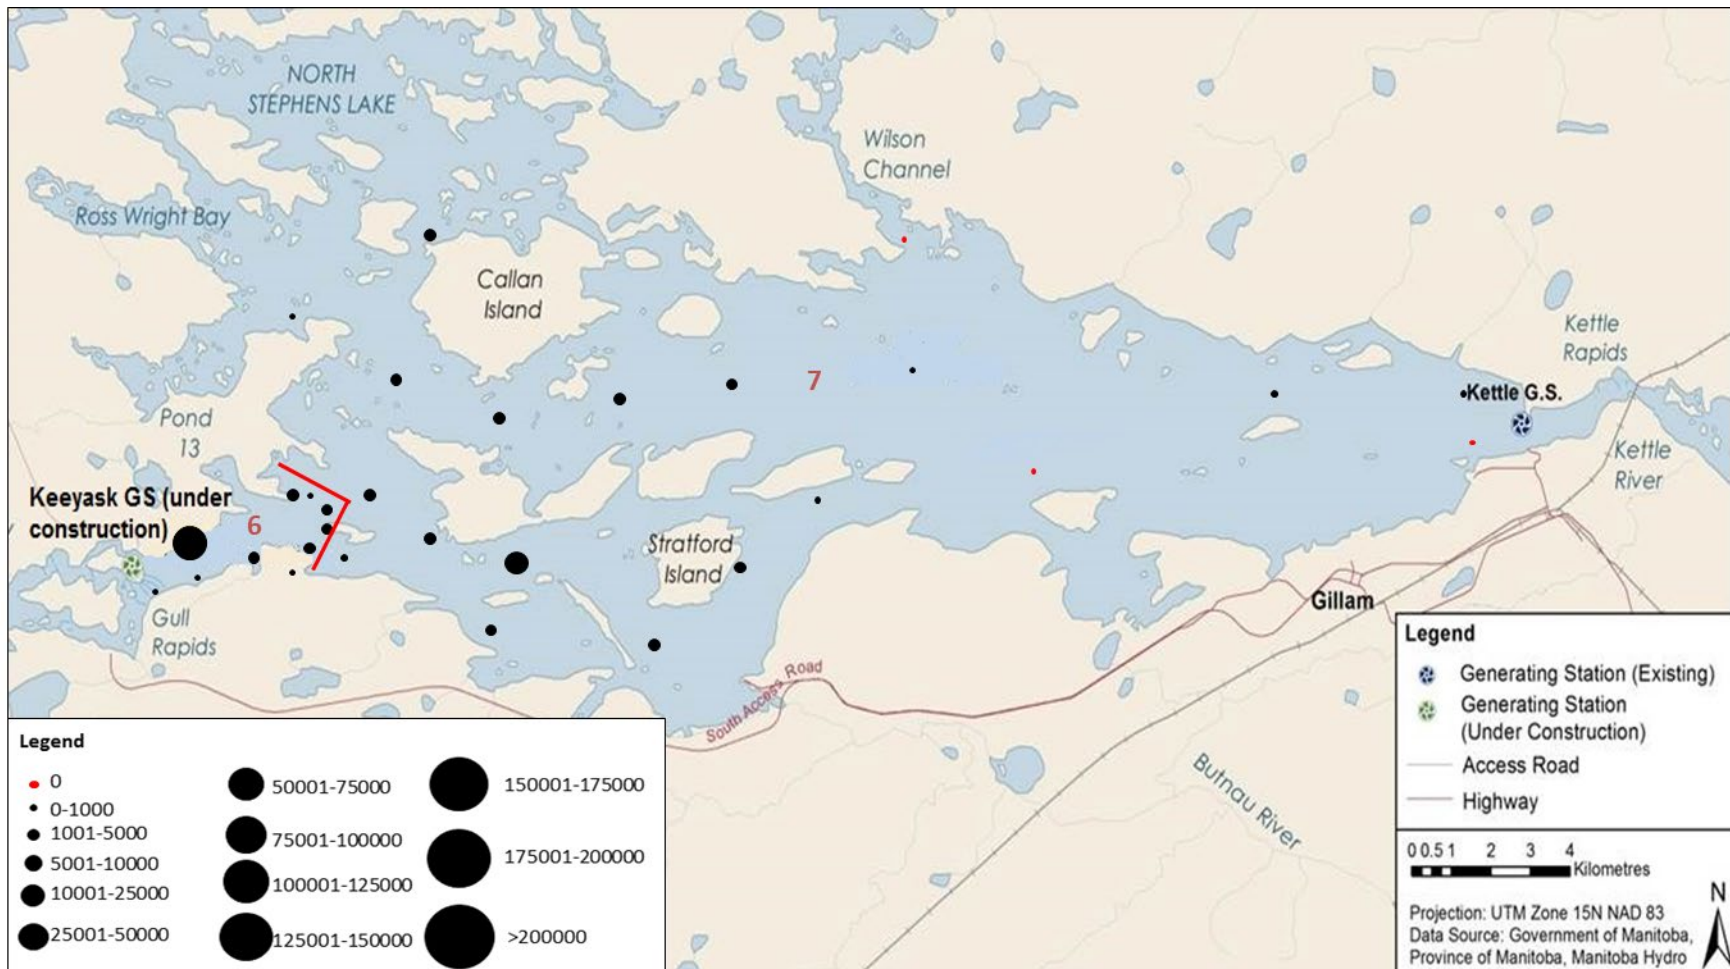 NORTH
STEPHENS LAKE
Wilson
Channel
Ross Wright Bay
Callan
Island
Kettle
Rapids
7
Kettle G.S.
Pond
13
Kettle
River
Keeyask GS (under
construction)
6
Stratford
Island
Gillam
Gull
Rapids
South Access Road
Butnau River
Legend
0
0-1000
1001-5000
5001-10000
10001-25000
25001-50000
50001-75000
75001-100000
100001-125000
125001-150000
150001-175000
175001-200000
>200000
Legend
Generating Station (Existing)
Generating Station
(Under Construction)
Access Road
Highway
0 0.5 1 2 3 4
Kilometres
N
Projection: UTM Zone 15N NAD 83
Data Source: Government of Manitoba,
Province of Manitoba, Manitoba Hydro